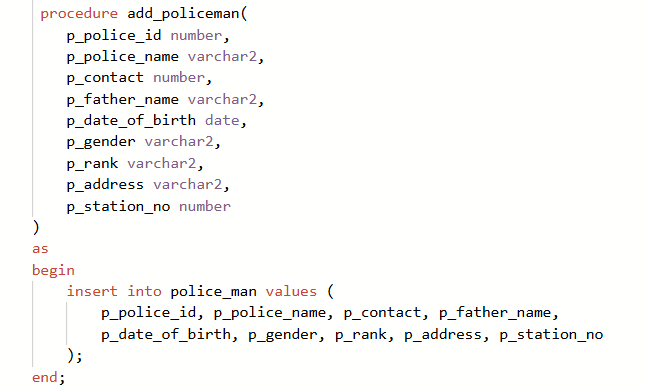 procedure add_policeman(
p_police_id number,
p_police_name varchar2,
p_contact number,
p_father_name varchar2,
p_date_of_birth date,
p_gender varchar2,
p_rank varchar2,
p_address varchar2,
p_station_no number
)
as
begin
insert into police_man values (
p_police_id, p_police_name, p_contact, p_father_name,
p_date_of_birth, p_gender, p_rank, p_address, p_station_no
);
end;